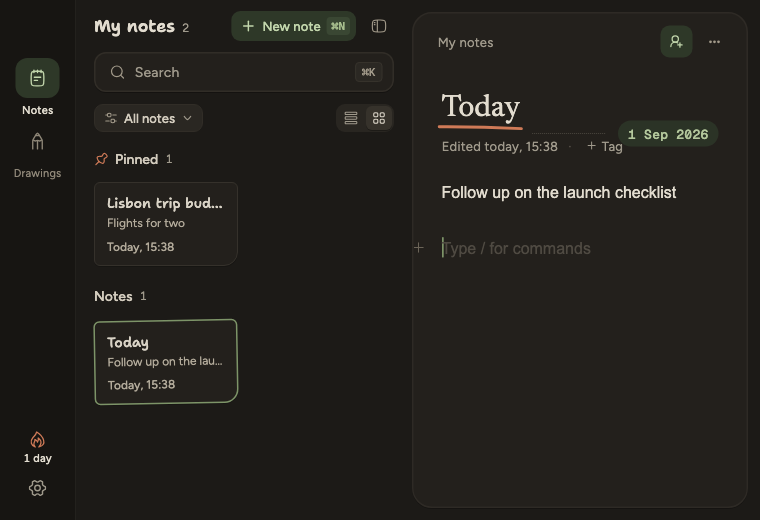 Notes
Drawings
1 day
My notes 2
+ New note ⌘N
Search ⌘K
All notes
Pinned 1
Lisbon trip bud...
Flights for two
Today, 15:38
Notes 1
Today
Follow up on the lau...
Today, 15:38
My notes
Today
1 Sep 2026
Edited today, 15:38 · + Tag
Follow up on the launch checklist
+ Type / for commands